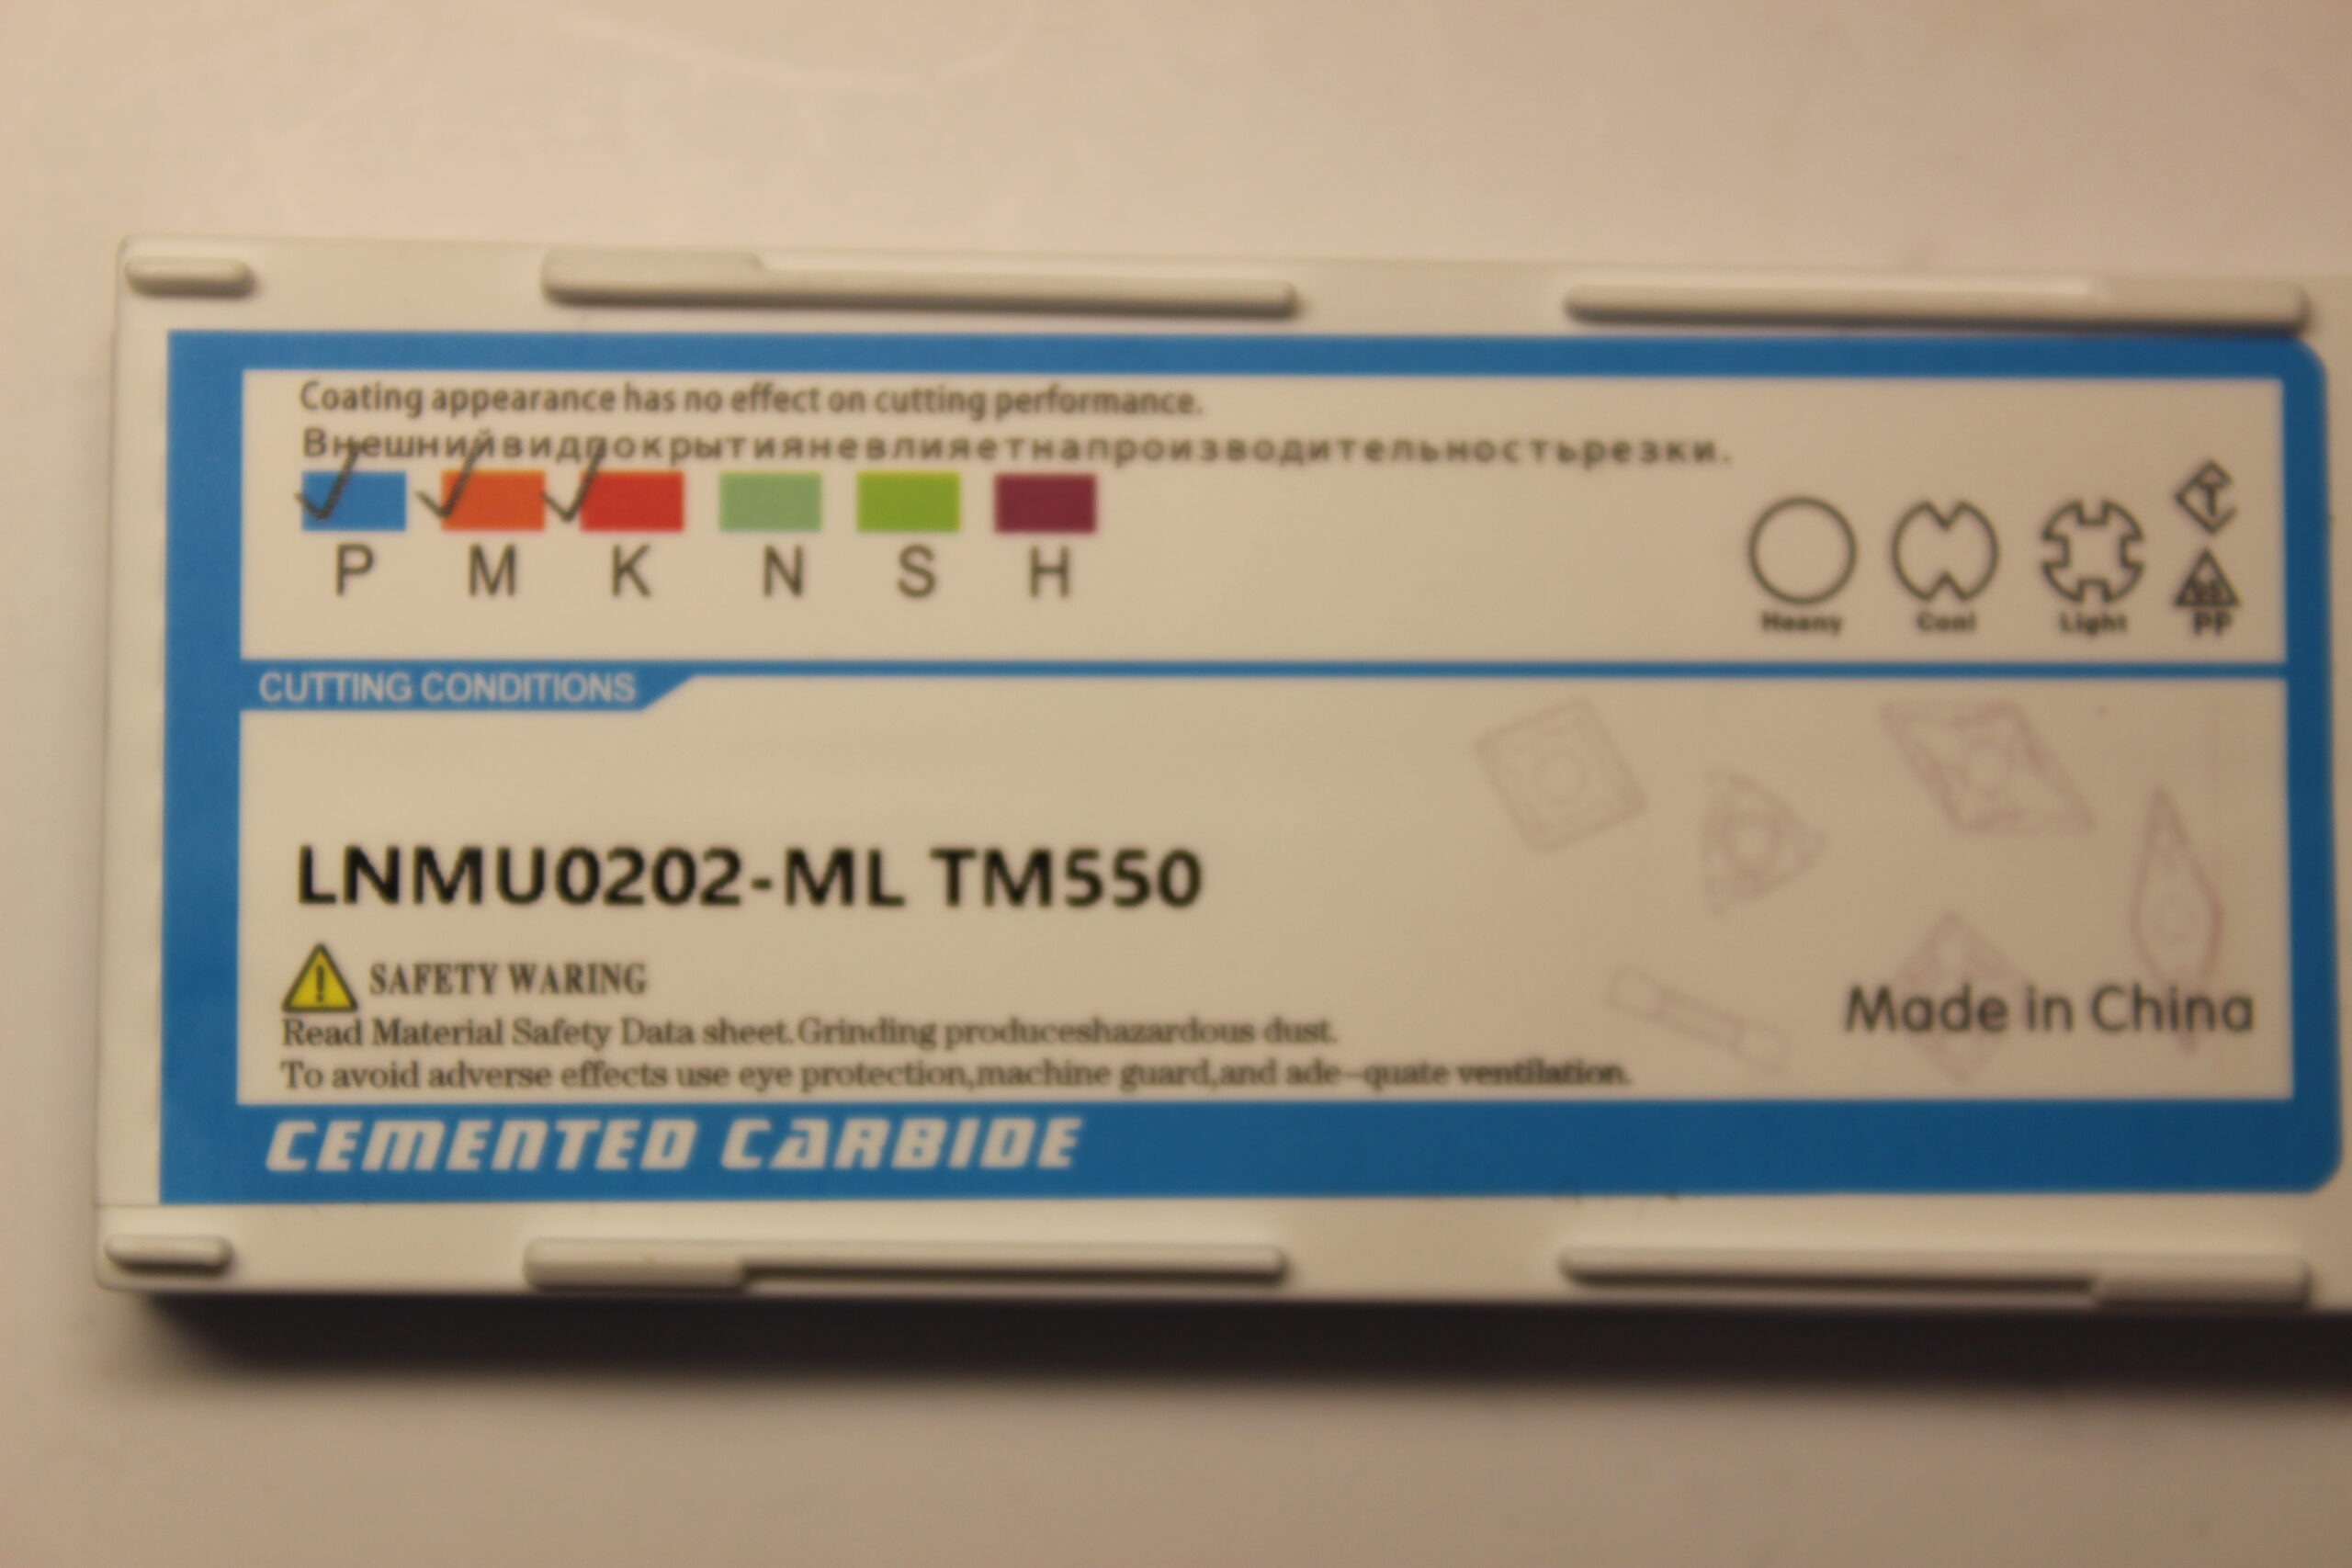 Coating appearance has no effect on cutting performance.
Внешнийвидпокрытияневлияетнапроизводительностьрезки.
P M K N S H
Heany Conl Light PP
CUTTING CONDITIONS
LNMU0202-ML TM550
SAFETY WARING
Read Material Safety Data sheet.Grinding produceshazardous dust.
To avoid adverse effects use eye protection,machine guard,and ade-quate ventilation.
Made in China
CEMENTED CARBIDE